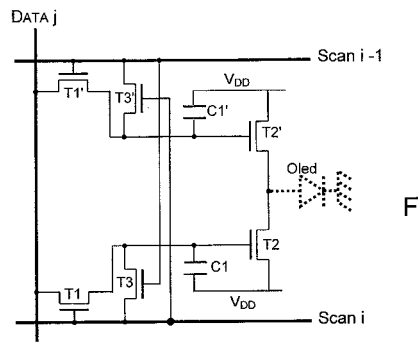 DATA j
Scan i -1
T1'
T3'
C1'
VDD
T2'
Oled
F
T1
T3
C1
T2
VDD
Scan i